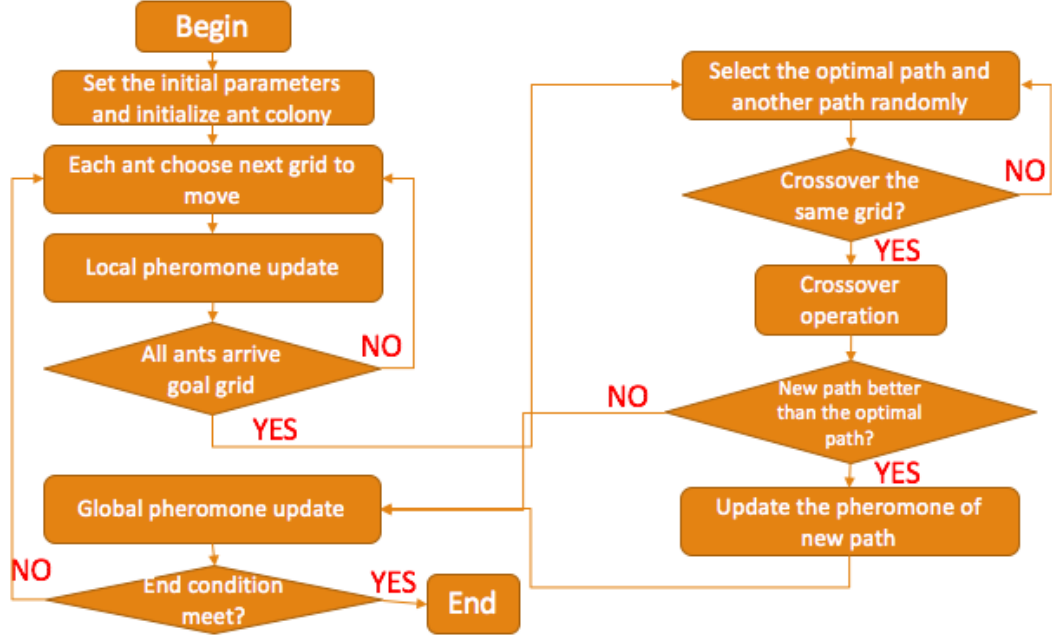 Begin
Set the initial parameters
and initialize ant colony
Each ant choose next grid to
move
Local pheromone update
All ants arrive
goal grid
NO
YES
Global pheromone update
End condition
meet?
NO
YES
End
Select the optimal path and
another path randomly
Crossover the
same grid?
NO
YES
Crossover
operation
New path better
than the optimal
path?
NO
YES
Update the pheromone of
new path